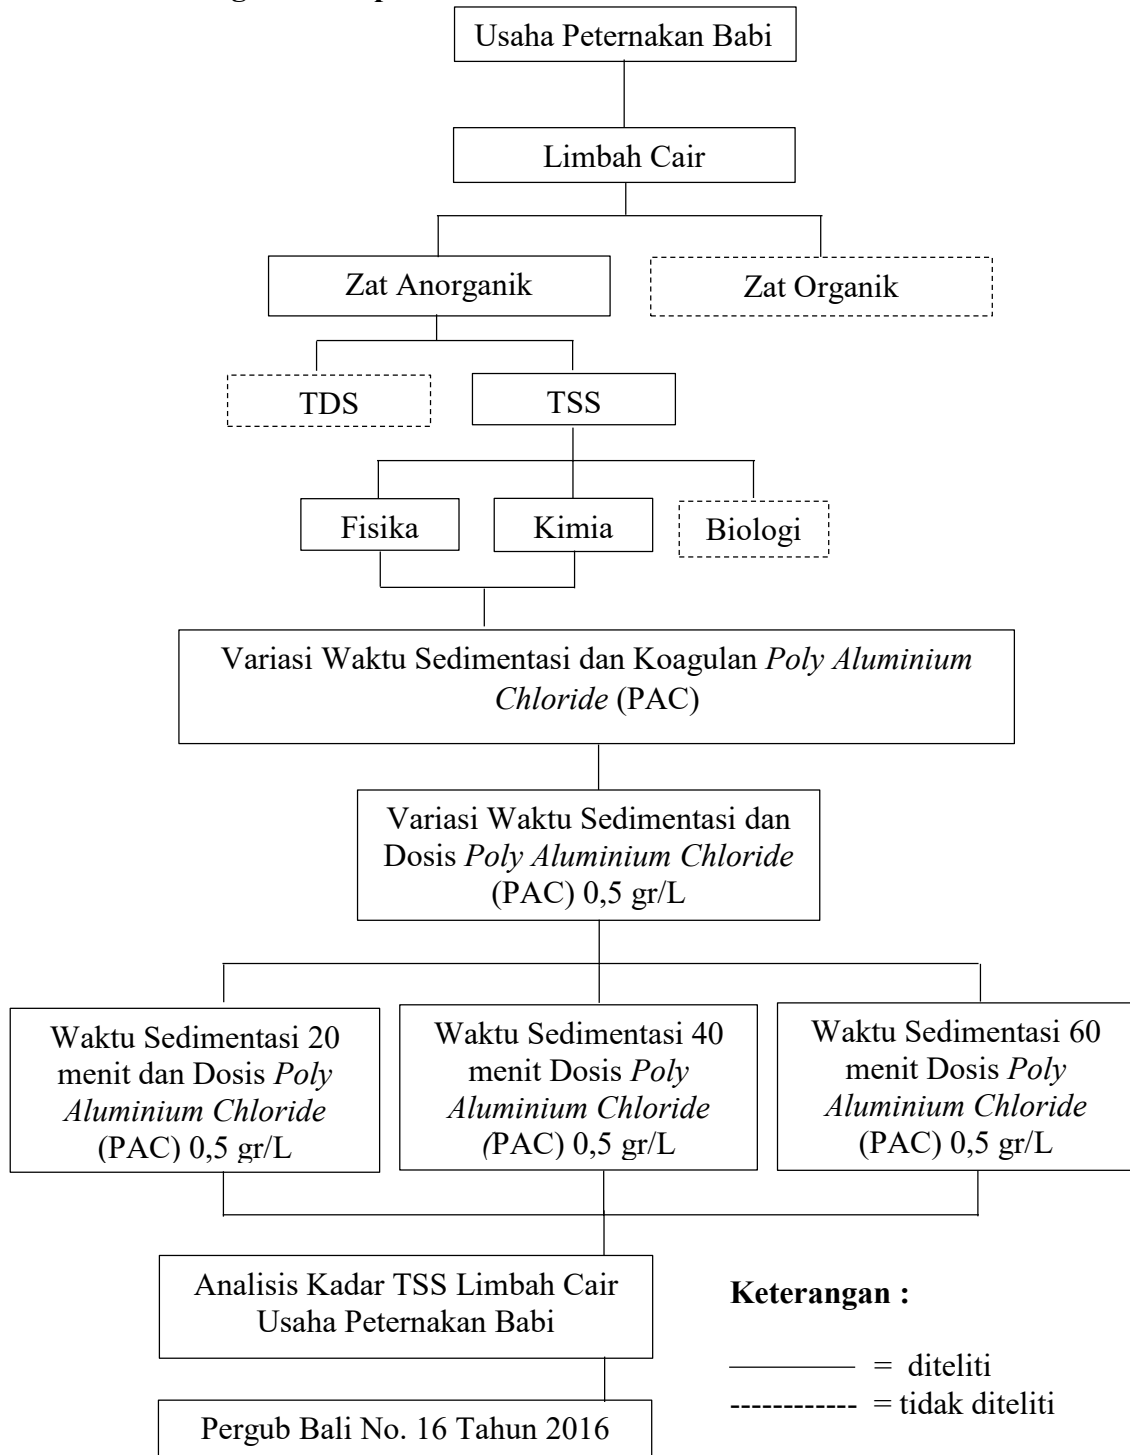 Usaha Peternakan Babi
Limbah Cair
Zat Anorganik
Zat Organik
TDS
TSS
Fisika
Kimia
Biologi
Variasi Waktu Sedimentasi dan Koagulan Poly Aluminium
Chloride (PAC)
Variasi Waktu Sedimentasi dan
Dosis Poly Aluminium Chloride
(PAC) 0,5 gr/L
Waktu Sedimentasi 20
menit dan Dosis Poly
Aluminium Chloride
(PAC) 0,5 gr/L
Waktu Sedimentasi 40
menit Dosis Poly
Aluminium Chloride
(PAC) 0,5 gr/L
Waktu Sedimentasi 60
menit Dosis Poly
Aluminium Chloride
(PAC) 0,5 gr/L
Analisis Kadar TSS Limbah Cair
Usaha Peternakan Babi
Pergub Bali No. 16 Tahun 2016
Keterangan :
= diteliti
= tidak diteliti